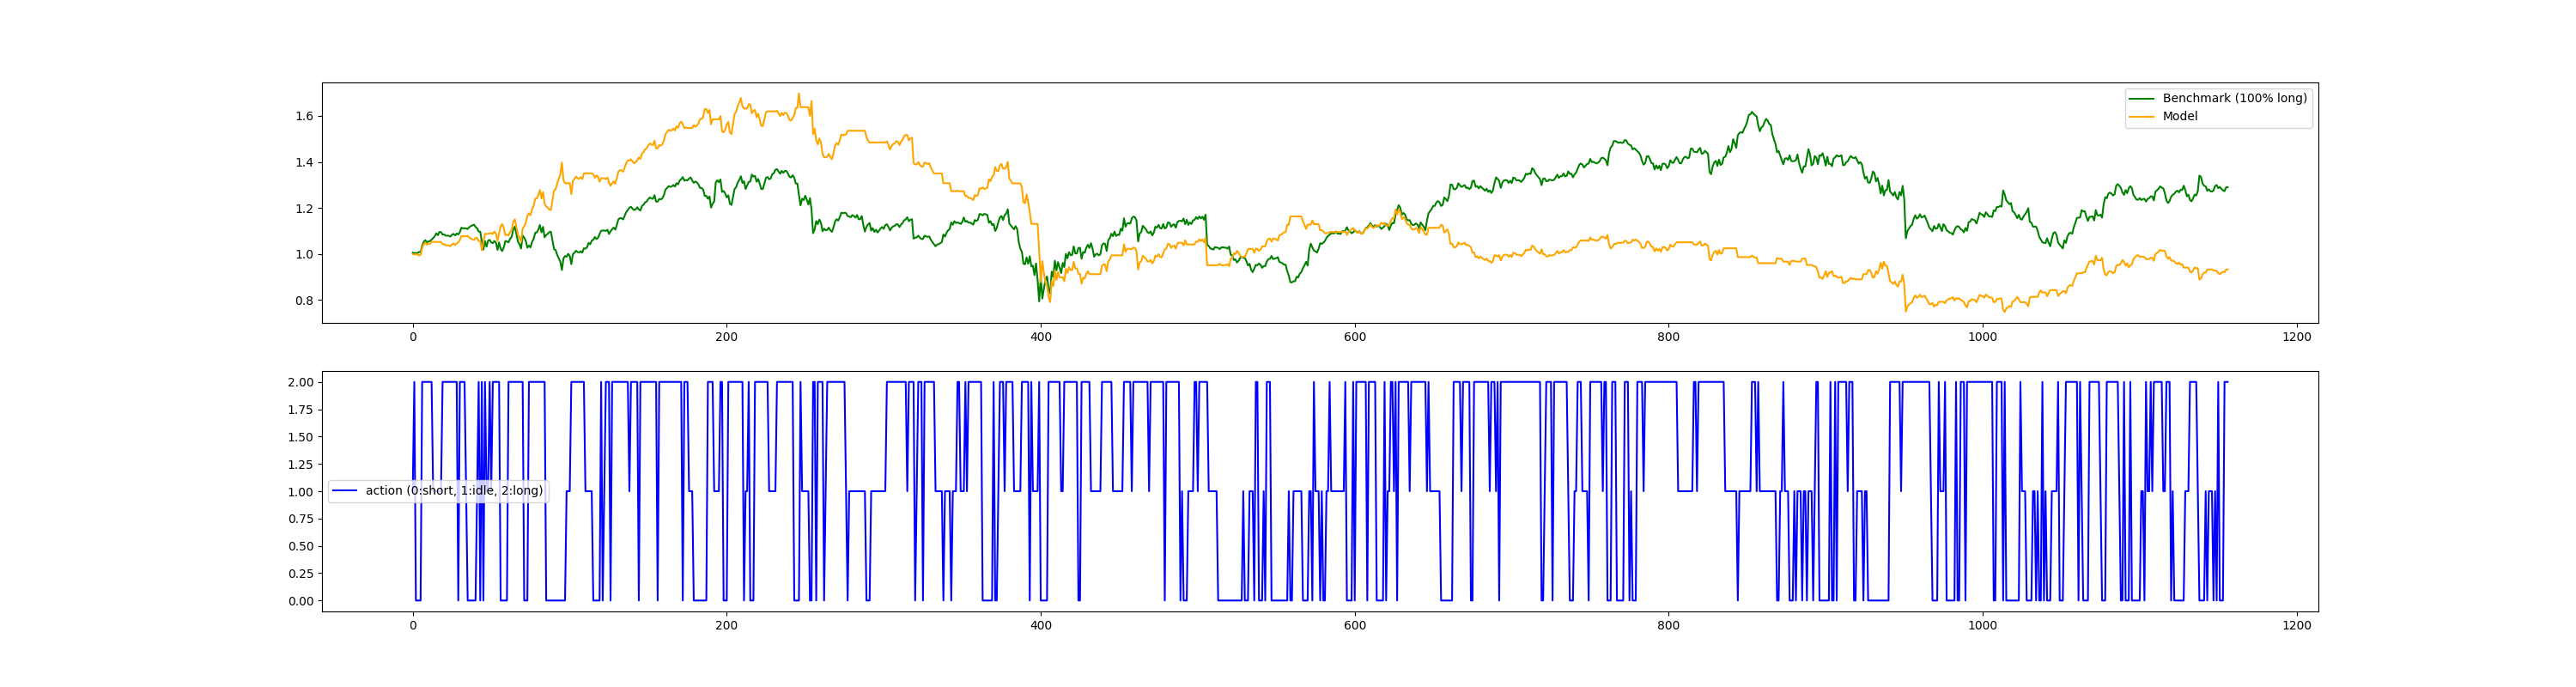 Benchmark (100% long)
Model
1.6
1.4
1.2
1.0
0.8
0 200 400 600 800 1000 1200
2.00
1.75
1.50
1.25
1.00
0.75
0.50
0.25
0.00
action (0:short, 1:idle, 2:long)
0 200 400 600 800 1000 1200